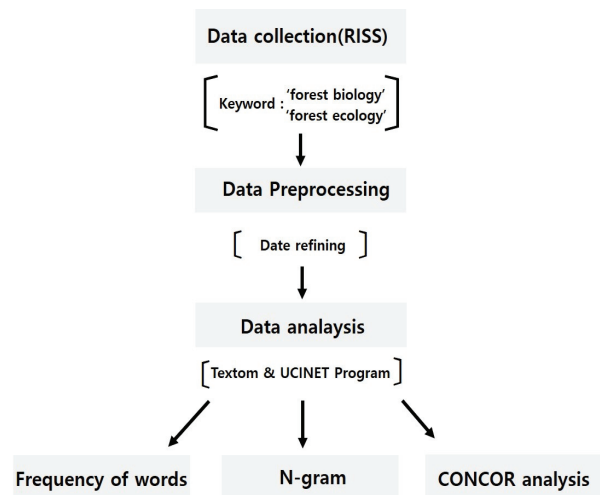 Data collection(RISS)
Keyword : 'forest biology'
'forest ecology'
Data Preprocessing
Date refining
Data analaysis
Textom & UCINET Program
Frequency of words
N-gram
CONCOR analysis